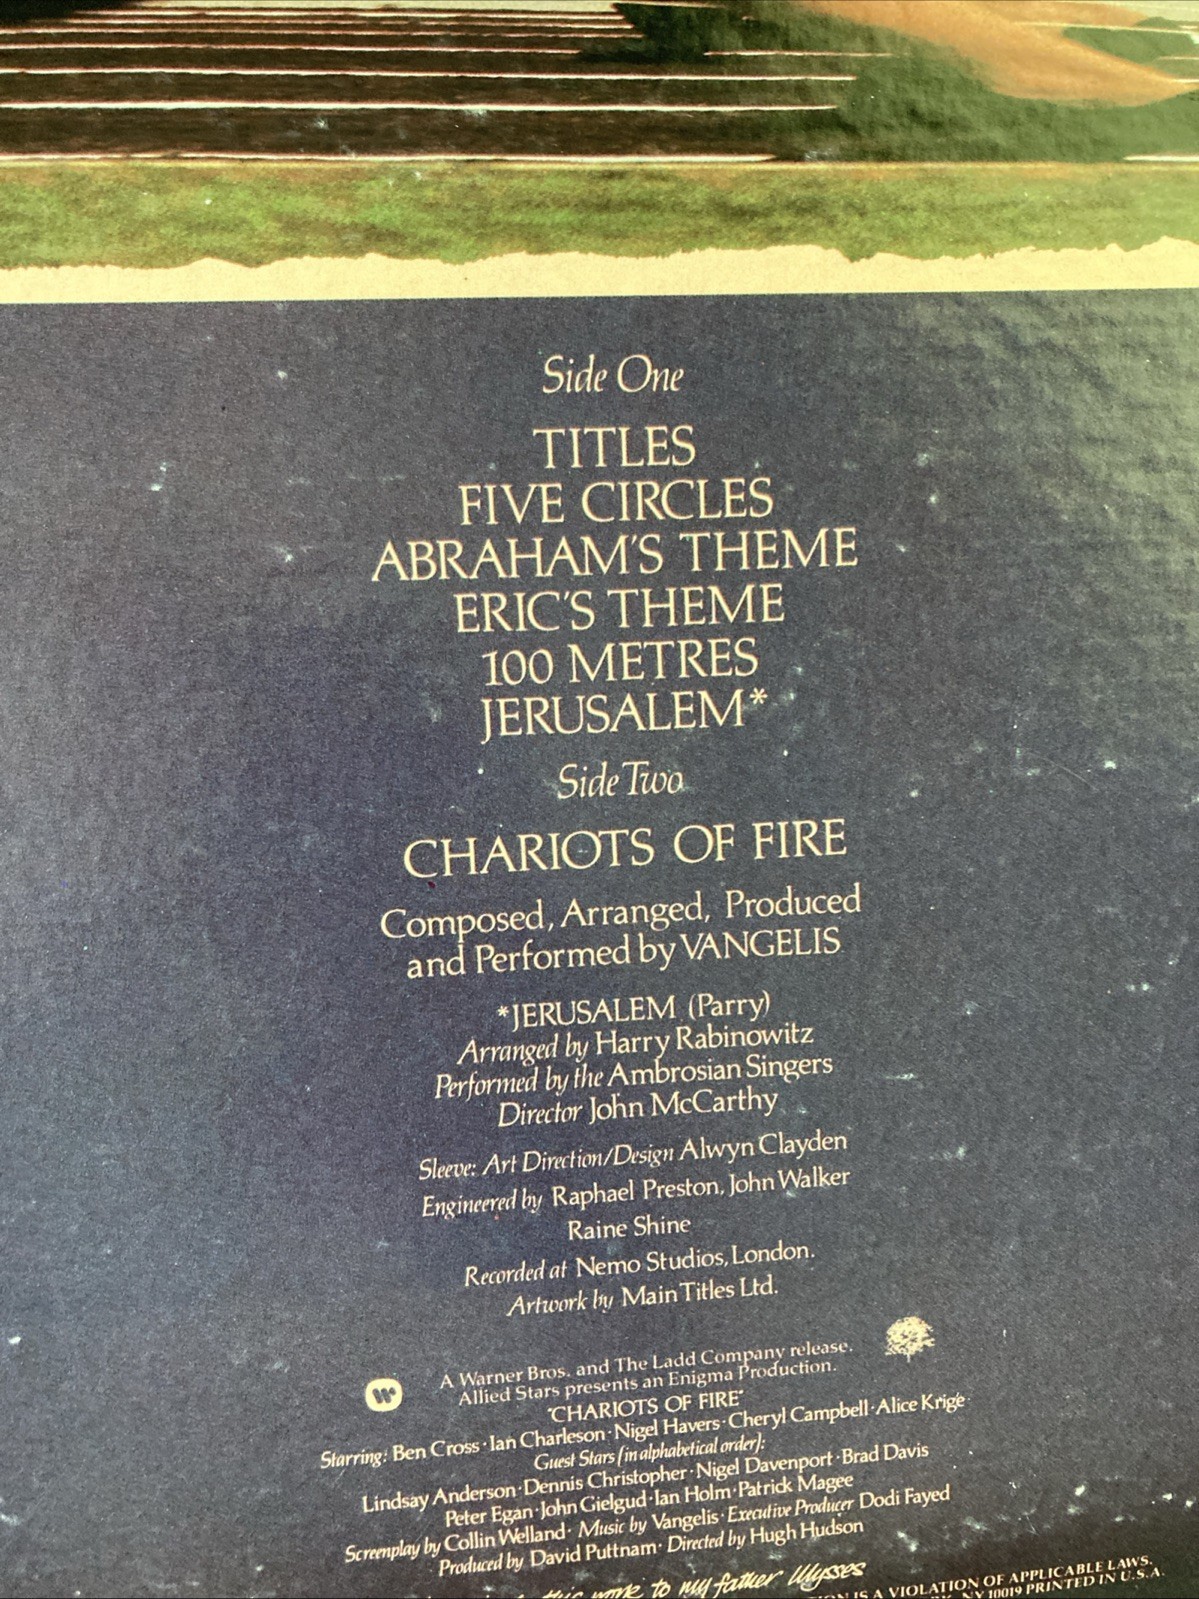 Side One
TITLES
FIVE CIRCLES
ABRAHAM'S THEME
ERIC'S THEME
100 METRES
JERUSALEM*
Side Two
CHARIOTS OF FIRE
Composed, Arranged, Produced
and Performed by VANGELIS
*JERUSALEM (Parry)
Arranged by Harry Rabinowitz
Performed by the Ambrosian Singers
Director John McCarthy
Sleeve: Art Direction/Design Alwyn Clayden
Engineered by Raphael Preston, John Walker
Raine Shine
Recorded at Nemo Studios, London.
Artwork by Main Titles Ltd.
A Warner Bros. and The Ladd Company release.
Allied Stars presents an Enigma Production.
"CHARIOTS OF FIRE"
Starring: Ben Cross · Ian Charleson · Nigel Havers · Cheryl Campbell · Alice Krige ·
Guest Stars (in alphabetical order):
Lindsay Anderson · Dennis Christopher · Nigel Davenport · Brad Davis
Peter Egan · John Gielgud · Ian Holm · Patrick Magee
Screenplay by Collin Welland · Music by Vangelis · Executive Producer Dodi Fayed
Produced by David Puttnam · Directed by Hugh Hudson
this work to my father Ulysses
IS A VIOLATION OF APPLICABLE LAWS.
NY 10019 PRINTED IN U.S.A.